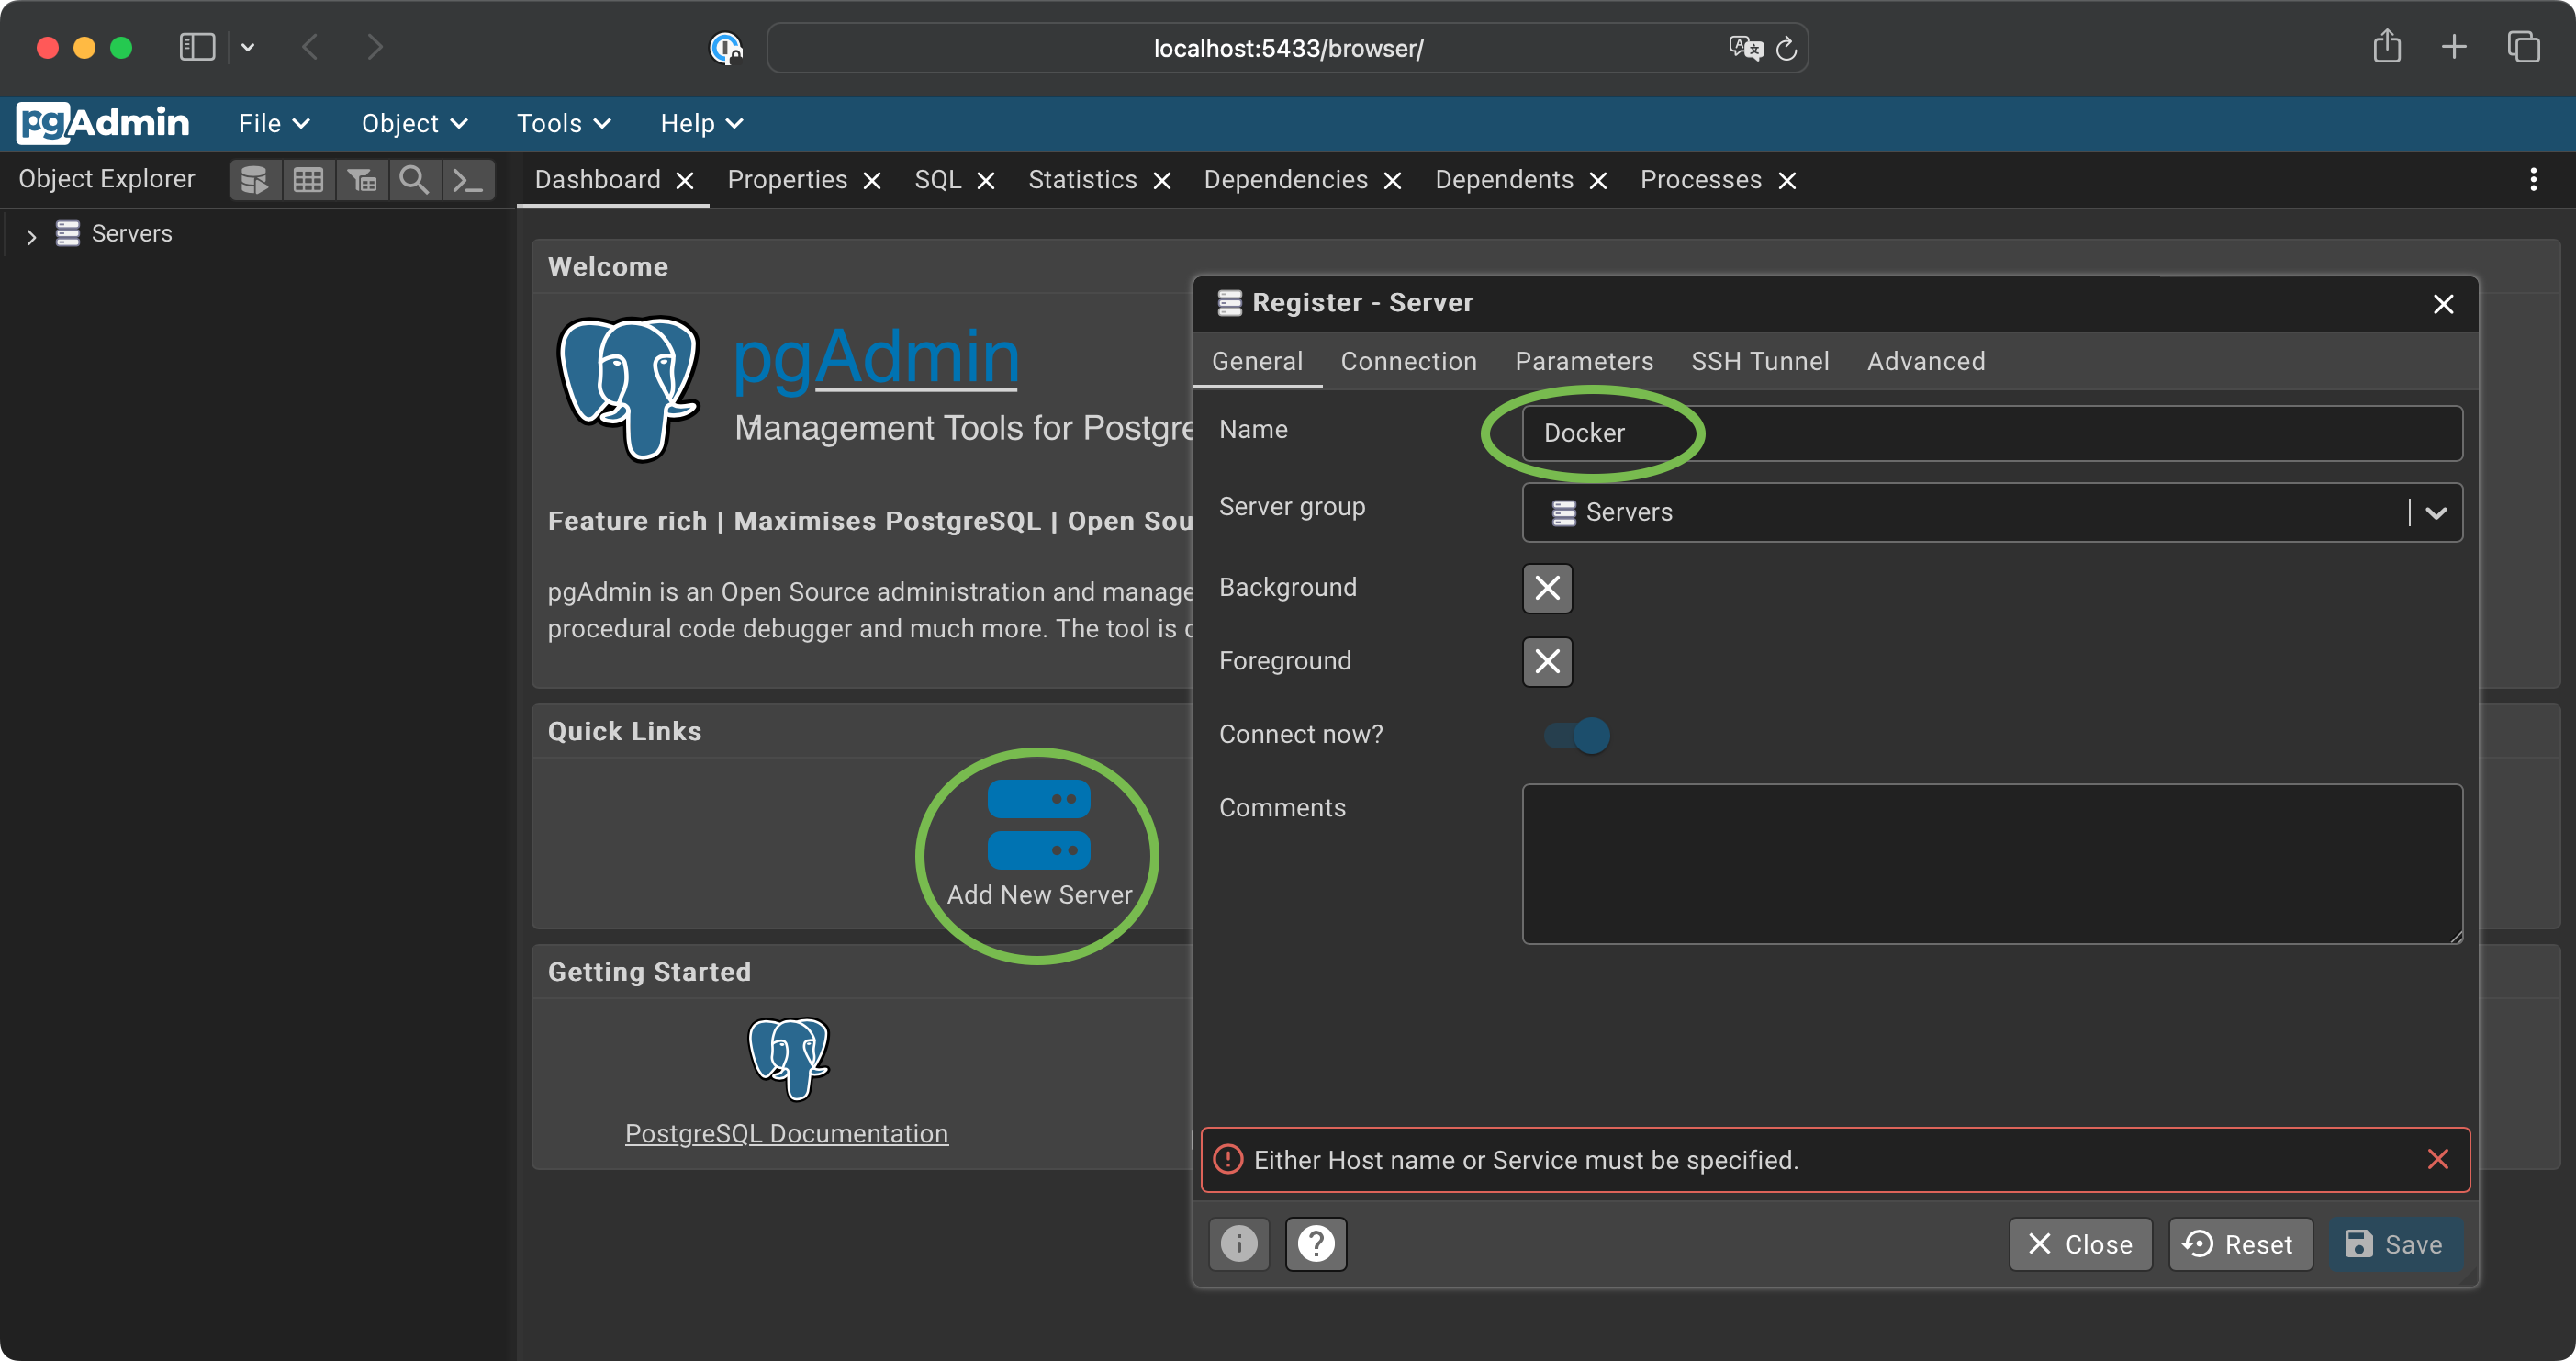 localhost:5433/browser/
pgAdmin File Object Tools Help
Object Explorer Dashboard Properties SQL Statistics Dependencies Dependents Processes
Servers
Welcome
pgAdmin
Management Tools for Postgre
Feature rich | Maximises PostgreSQL | Open Sou
pgAdmin is an Open Source administration and manage
procedural code debugger and much more. The tool is
Quick Links
Add New Server
Getting Started
PostgreSQL Documentation
Register - Server
General Connection Parameters SSH Tunnel Advanced
Name Docker
Server group Servers
Background
Foreground
Connect now?
Comments
Either Host name or Service must be specified.
Close Reset Save